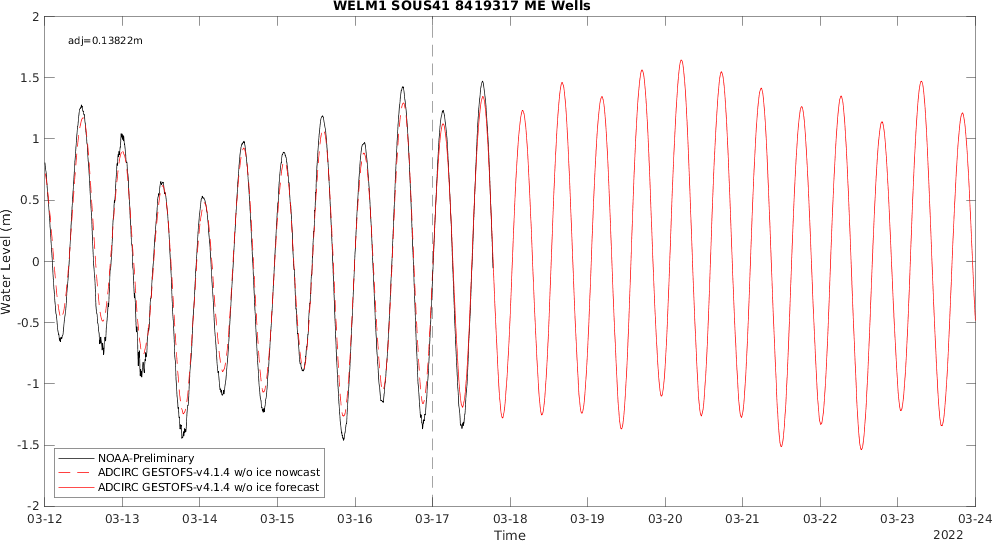 WELM1 SOUS41 8419317 ME Wells
adj=0.13822m
2
1.5
1
0.5
0
-0.5
-1
-1.5
-2
Water Level (m)
NOAA-Preliminary
ADCIRC GESTOFS-v4.1.4 w/o ice nowcast
ADCIRC GESTOFS-v4.1.4 w/o ice forecast
03-12 03-13 03-14 03-15 03-16 03-17 03-18 03-19 03-20 03-21 03-22 03-23 03-24
Time
2022